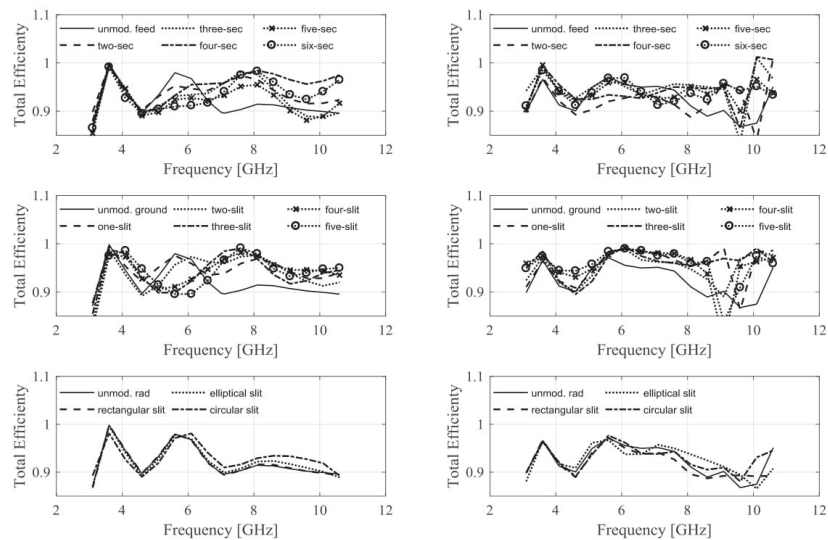 1.1
unmod. feed three-sec five-sec
two-sec four-sec six-sec
1
0.9
Total Efficienty
2 4 6 8 10 12
Frequency [GHz]
1.1
unmod. feed three-sec five-sec
two-sec four-sec six-sec
1
0.9
Total Efficienty
2 4 6 8 10 12
Frequency [GHz]
1.1
unmod. ground two-slit four-slit
one-slit three-slit five-slit
1
0.9
Total Efficienty
2 4 6 8 10 12
Frequency [GHz]
1.1
unmod. ground two-slit four-slit
one-slit three-slit five-slit
1
0.9
Total Efficienty
2 4 6 8 10 12
Frequency [GHz]
1.1
unmod. rad elliptical slit
rectangular slit circular slit
1
0.9
Total Efficienty
2 4 6 8 10 12
Frequency [GHz]
1.1
unmod. rad elliptical slit
rectangular slit circular slit
1
0.9
Total Efficienty
2 4 6 8 10 12
Frequency [GHz]